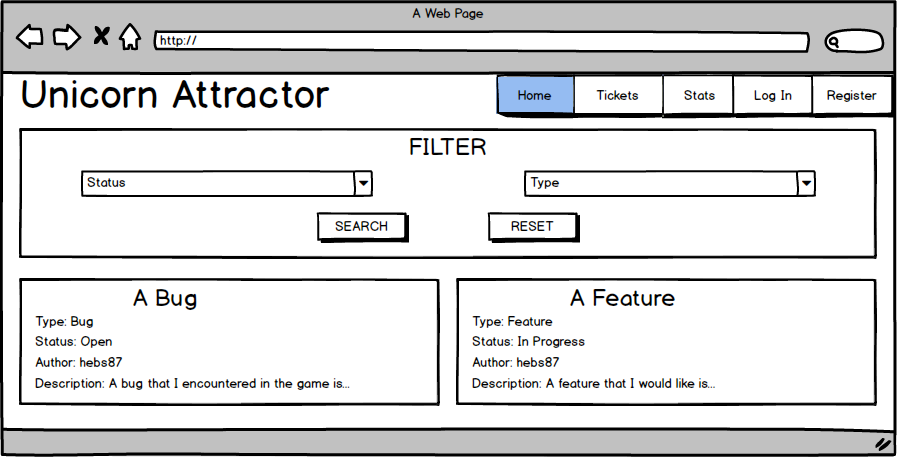 A Web Page
http://
Unicorn Attractor
Home Tickets Stats Log In Register
FILTER
Status Type
SEARCH RESET
A Bug
Type: Bug
Status: Open
Author: hebs87
Description: A bug that I encountered in the game is...
A Feature
Type: Feature
Status: In Progress
Author: hebs87
Description: A feature that I would like is...